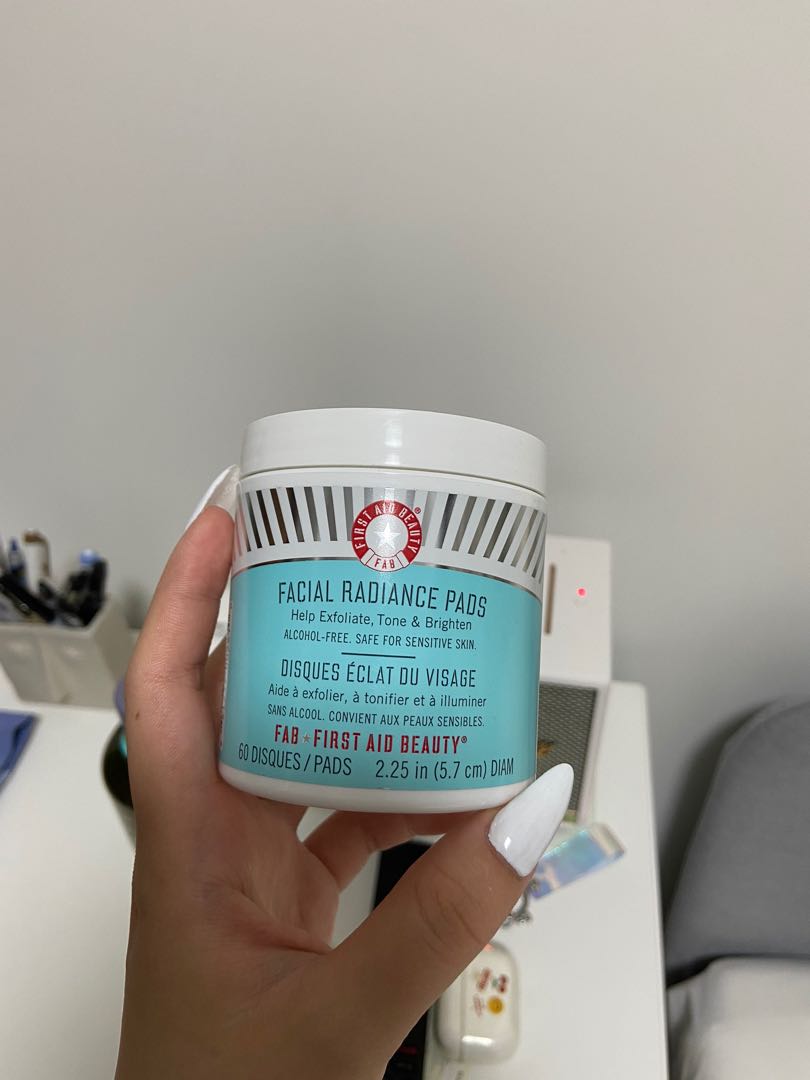 FIRST AID BEAUTY®
FAB
FACIAL RADIANCE PADS
Help Exfoliate, Tone & Brighten
ALCOHOL-FREE. SAFE FOR SENSITIVE SKIN.
DISQUES ÉCLAT DU VISAGE
Aide à exfolier, à tonifier et à illuminer
SANS ALCOOL. CONVIENT AUX PEAUX SENSIBLES.
FAB★FIRST AID BEAUTY®
60 DISQUES/PADS 2.25 in (5.7 cm) DIAM